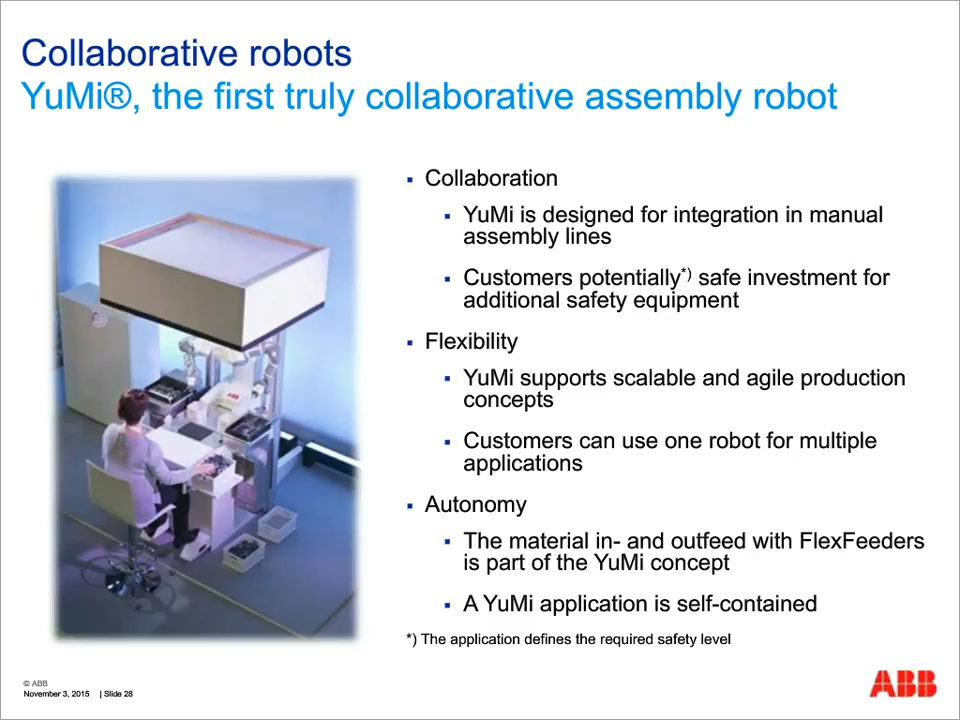 Collaborative robots
YuMi®, the first truly collaborative assembly robot
▪ Collaboration
▪ YuMi is designed for integration in manual
assembly lines
▪ Customers potentially*) safe investment for
additional safety equipment
▪ Flexibility
▪ YuMi supports scalable and agile production
concepts
▪ Customers can use one robot for multiple
applications
▪ Autonomy
▪ The material in- and outfeed with FlexFeeders
is part of the YuMi concept
▪ A YuMi application is self-contained
*) The application defines the required safety level
ABB
© ABB
November 3, 2015 | Slide 28
ABB